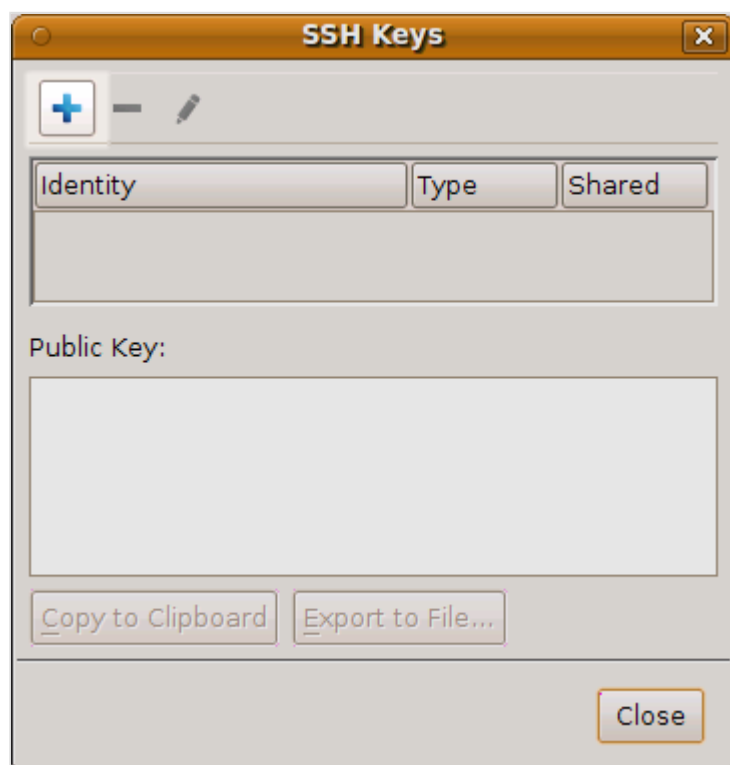 SSH Keys
Identity Type Shared
Public Key:
Copy to Clipboard Export to File...
Close